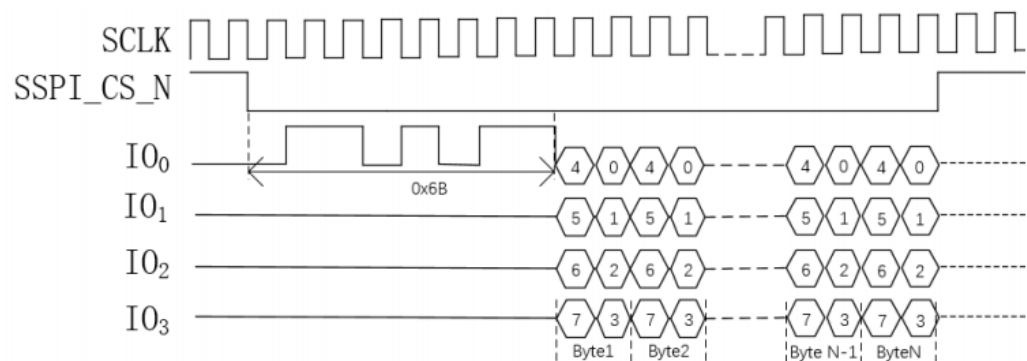 SCLK
SSPI_CS_N
IO₀ 4 0 4 0 4 0 4 0
0x6B
IO₁ 5 1 5 1 5 1 5 1
IO₂ 6 2 6 2 6 2 6 2
IO₃ 7 3 7 3 7 3 7 3
Byte1 Byte2 Byte N-1 ByteN